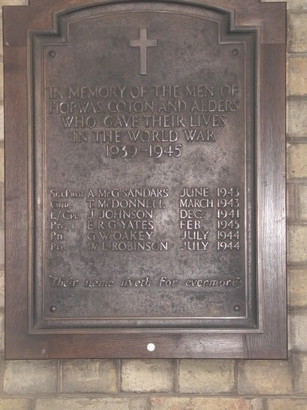 IN MEMORY OF THE MEN OF
HOPWAS COTON AND ALDERS
WHO GAVE THEIR LIVES
IN THE WORLD WAR
1939-1945
A. McG. SANDARS JUNE 1943
T. McDONNELL MARCH 1943
L/Cpl. J. JOHNSON DEC. 1941
E.R.G. YATES FEB. 1945
G.W. OAKEY JULY 1944
W.L. ROBINSON JULY 1944
Their name liveth for evermore